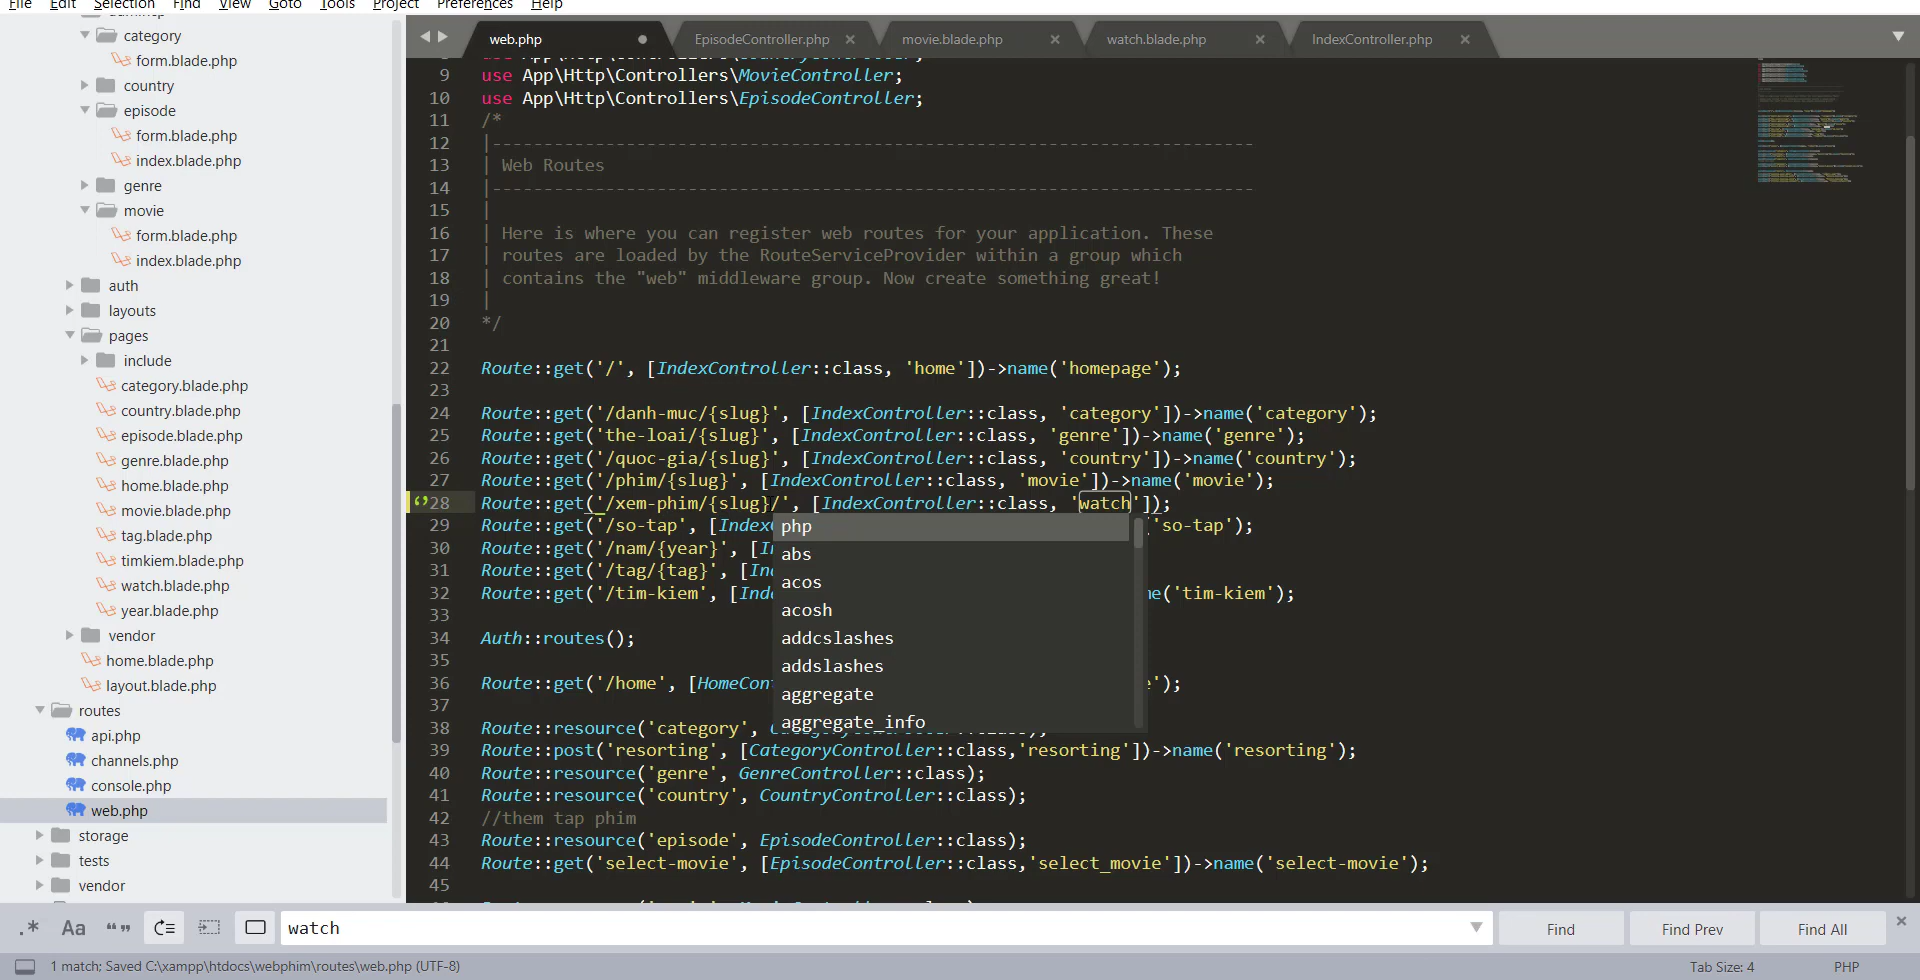 File Edit Selection Find View Goto Tools Project Preferences Help
category
form.blade.php
country
episode
form.blade.php
index.blade.php
genre
movie
form.blade.php
index.blade.php
auth
layouts
pages
include
category.blade.php
country.blade.php
episode.blade.php
genre.blade.php
home.blade.php
movie.blade.php
tag.blade.php
timkiem.blade.php
watch.blade.php
year.blade.php
vendor
home.blade.php
layout.blade.php
routes
api.php
channels.php
console.php
web.php
storage
tests
vendor
web.php EpisodeController.php movie.blade.php watch.blade.php IndexController.php
9 use App\Http\Controllers\MovieController;
10 use App\Http\Controllers\EpisodeController;
11 /*
12 |--------------------------------------------------------------------------
13 | Web Routes
14 |--------------------------------------------------------------------------
15 |
16 | Here is where you can register web routes for your application. These
17 | routes are loaded by the RouteServiceProvider within a group which
18 | contains the "web" middleware group. Now create something great!
19 |
20 */
21
22 Route::get('/', [IndexController::class, 'home'])->name('homepage');
23
24 Route::get('/danh-muc/{slug}', [IndexController::class, 'category'])->name('category');
25 Route::get('the-loai/{slug}', [IndexController::class, 'genre'])->name('genre');
26 Route::get('/quoc-gia/{slug}', [IndexController::class, 'country'])->name('country');
27 Route::get('/phim/{slug}', [IndexController::class, 'movie'])->name('movie');
28 Route::get('/xem-phim/{slug}/', [IndexController::class, 'watch']);
29 Route::get('/so-tap', [Index 'so-tap');
30 Route::get('/nam/{year}', [I
31 Route::get('/tag/{tag}', [In
32 Route::get('/tim-kiem', [Ind me('tim-kiem');
33
34 Auth::routes();
35
36 Route::get('/home', [HomeCon e');
37
38 Route::resource('category', CategoryController::class);
39 Route::post('resorting', [CategoryController::class,'resorting'])->name('resorting');
40 Route::resource('genre', GenreController::class);
41 Route::resource('country', CountryController::class);
42 //them tap phim
43 Route::resource('episode', EpisodeController::class);
44 Route::get('select-movie', [EpisodeController::class,'select_movie'])->name('select-movie');
45
php
abs
acos
acosh
addcslashes
addslashes
aggregate
aggregate_info
.* Aa “” watch Find Find Prev Find All
1 match; Saved C:\xampp\htdocs\webphim\routes\web.php (UTF-8) Tab Size: 4 PHP